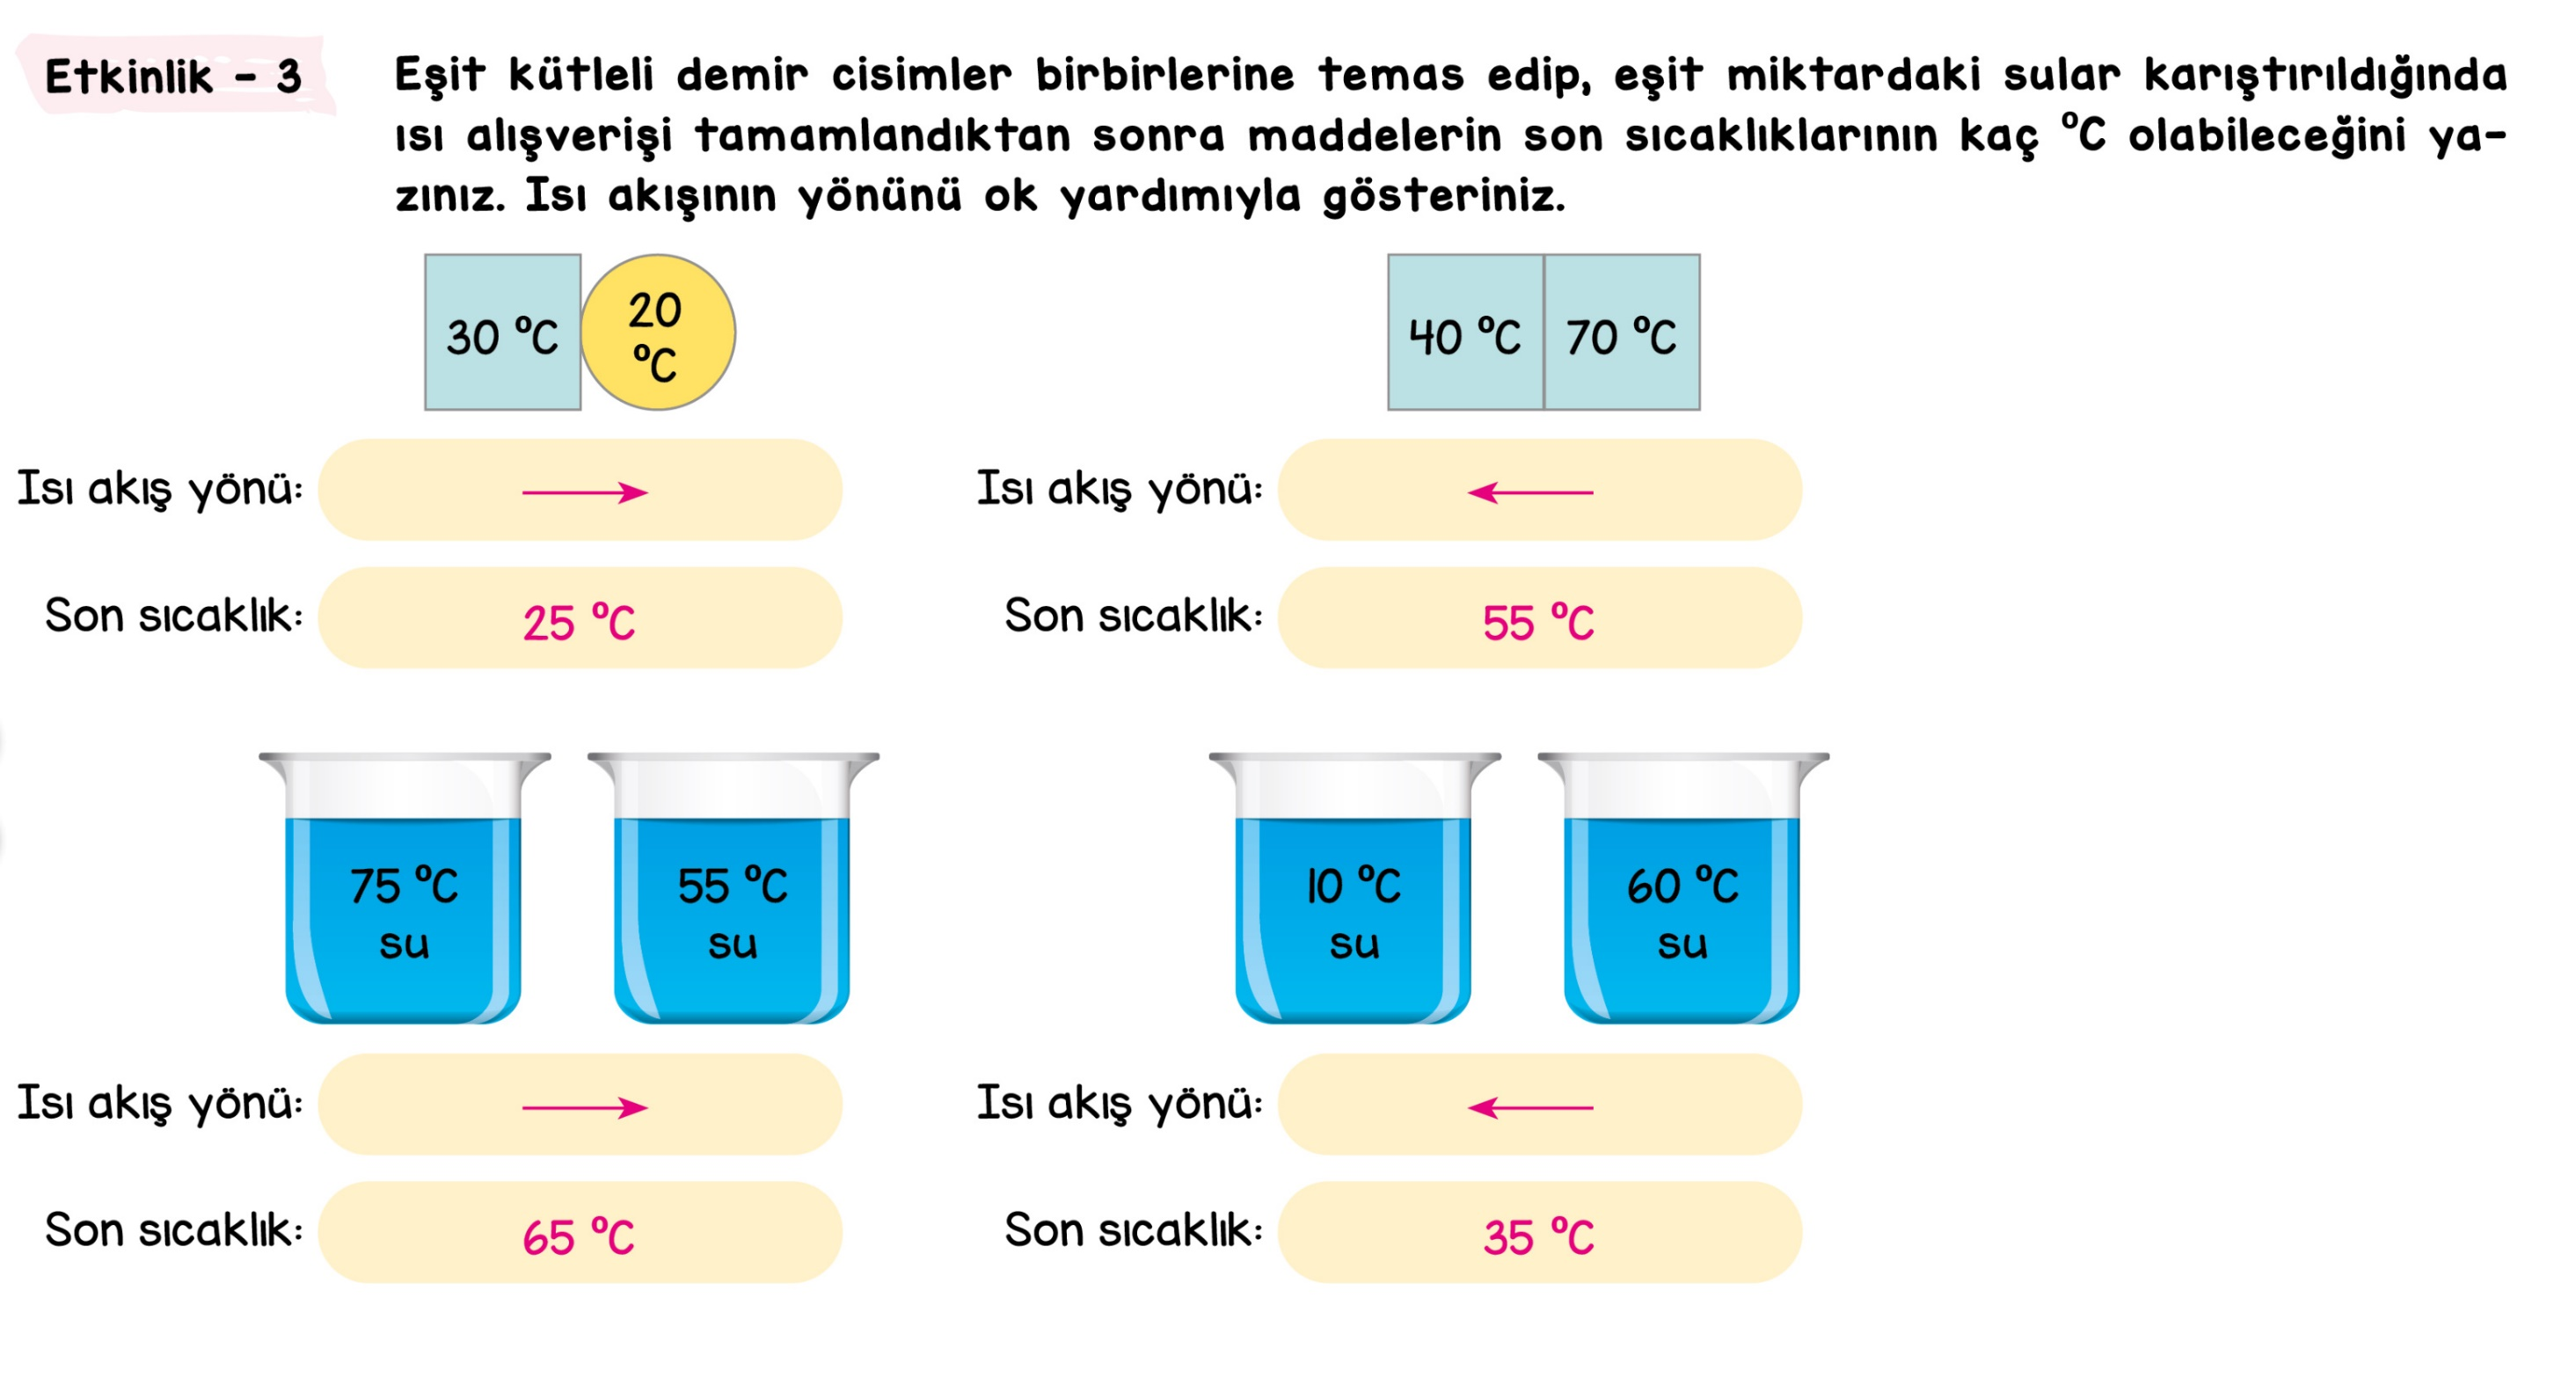 Etkinlik - 3
Eşit kütleli demir cisimler birbirlerine temas edip, eşit miktardaki sular karıştırıldığında
ısı alışverişi tamamlandıktan sonra maddelerin son sıcaklıklarının kaç °C olabileceğini ya-
zınız. Isı akışının yönünü ok yardımıyla gösteriniz.
30 °C
20
°C
40 °C
70 °C
Isı akış yönü:
Isı akış yönü:
Son sıcaklık: 25 °C
Son sıcaklık: 55 °C
75 °C
su
55 °C
su
10 °C
su
60 °C
su
Isı akış yönü:
Isı akış yönü:
Son sıcaklık: 65 °C
Son sıcaklık: 35 °C